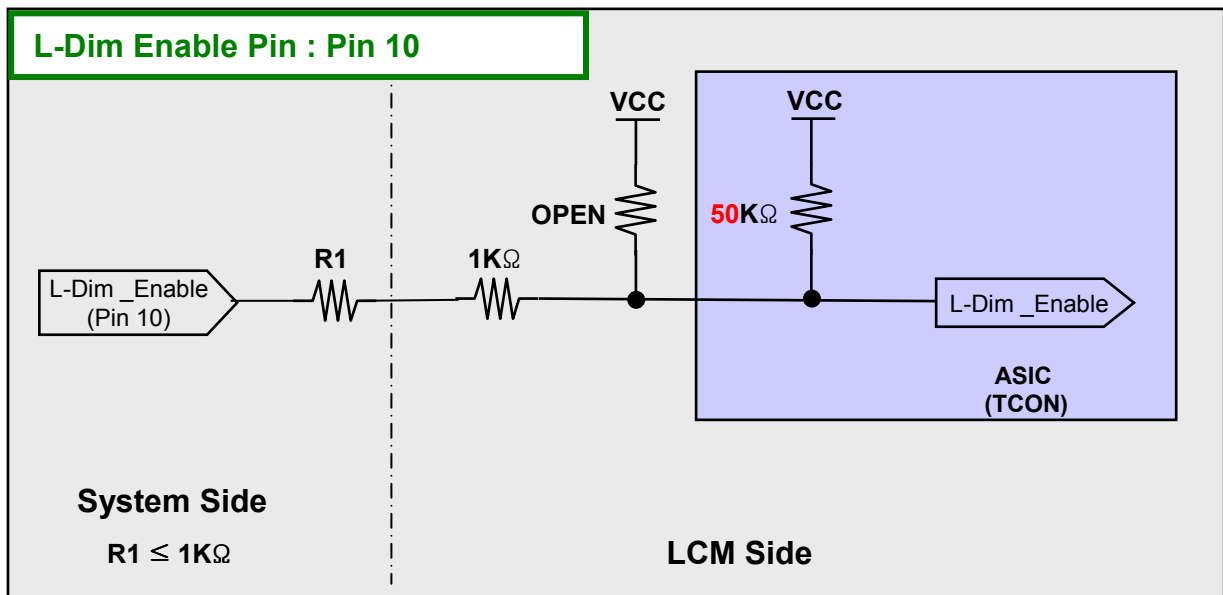 L-Dim Enable Pin : Pin 10
VCC
VCC
OPEN
50KΩ
R1
1KΩ
L-Dim _Enable
(Pin 10)
L-Dim _Enable
ASIC
(TCON)
System Side
R1 ≤ 1KΩ
LCM Side